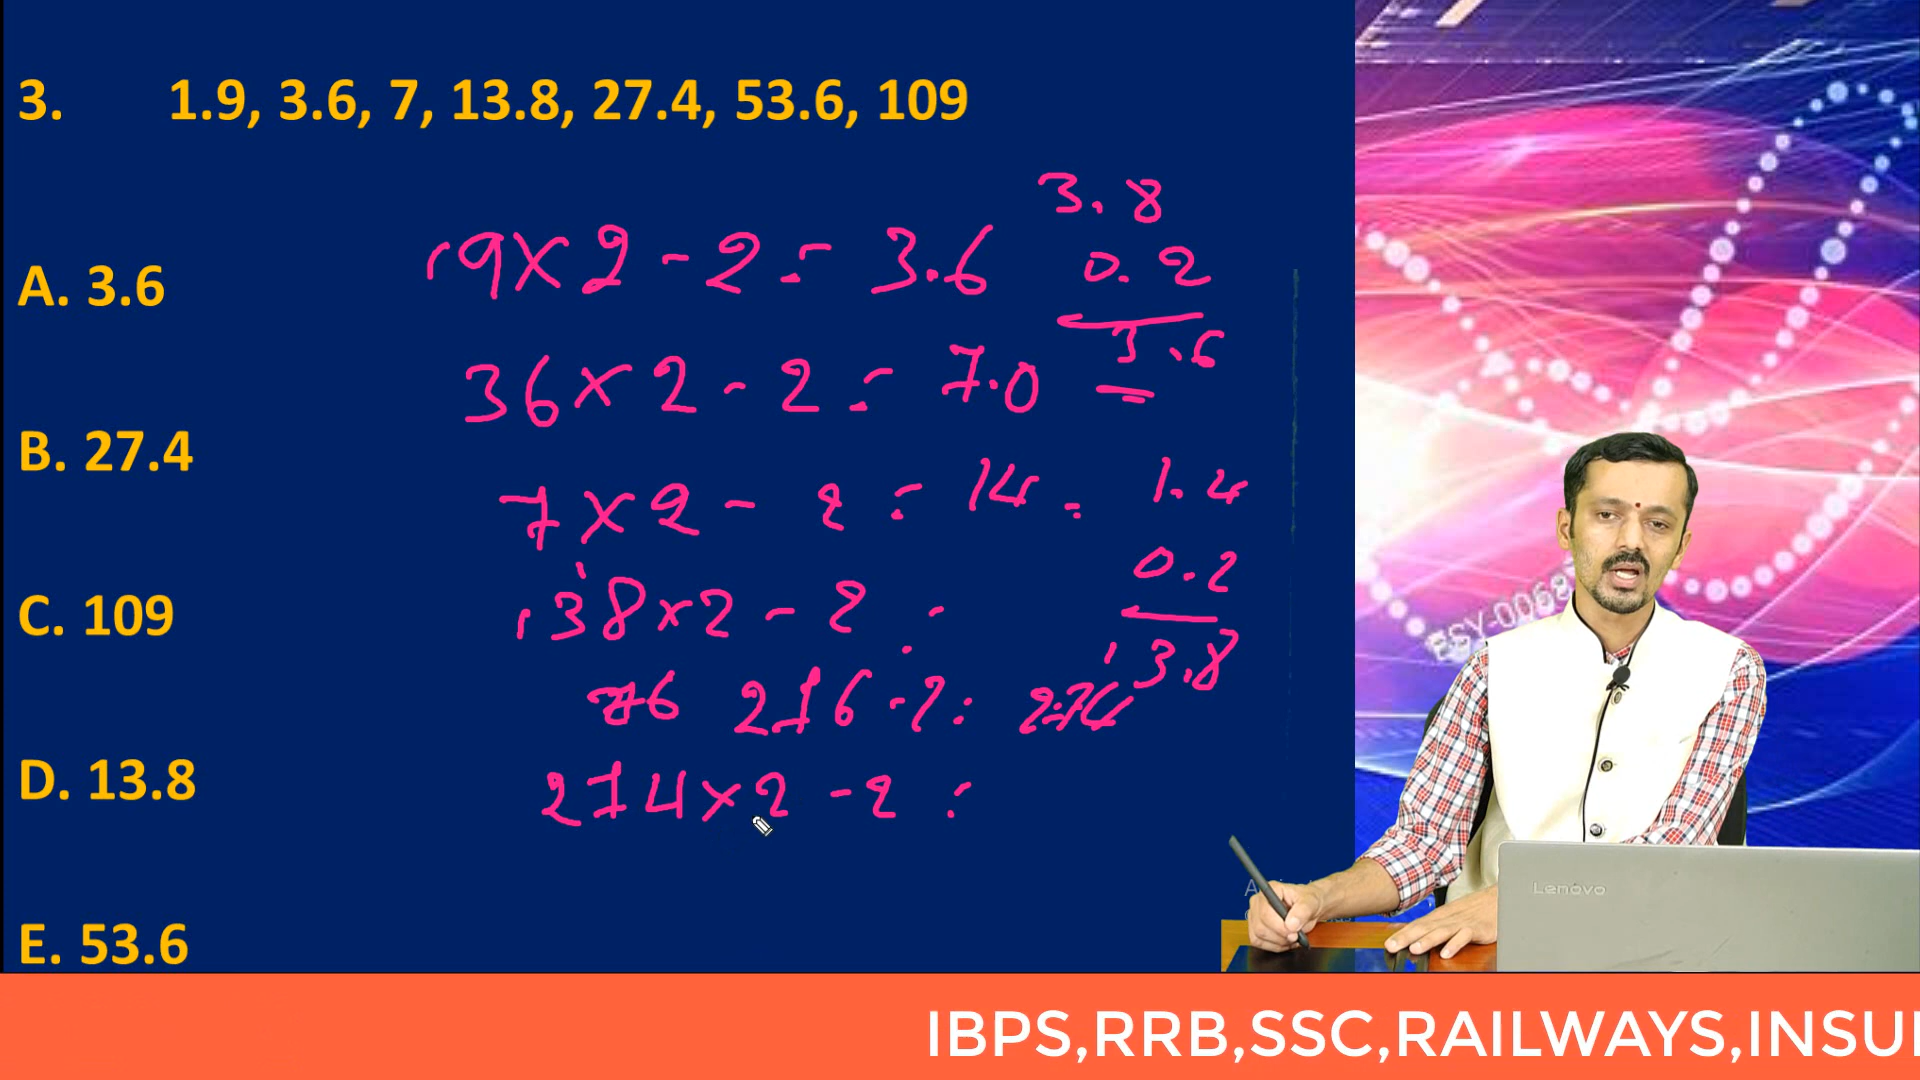 3. 1.9, 3.6, 7, 13.8, 27.4, 53.6, 109
3.8
19×2-2= 3.6
0.2
3.6
A. 3.6
36×2-2= 7.0
B. 27.4
7×2-2= 14 =
1.4
0.2
13.8
138×2-2 =
C. 109
76 276-2= 274
D. 13.8
274×2-2 =
E. 53.6
Lenovo
IBPS,RRB,SSC,RAILWAYS,INSU